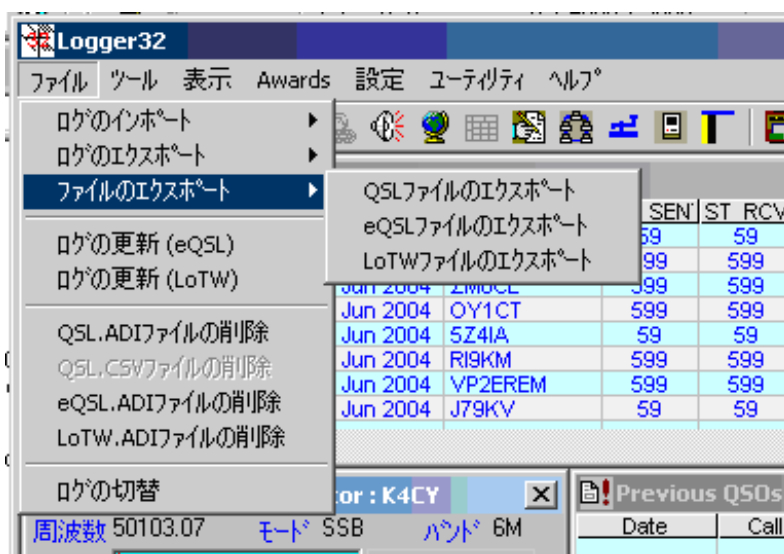 Logger32
ファイル ツール 表示 Awards 設定 ユーティリティ ヘルプ
ログのインポート
ログのエクスポート
ファイルのエクスポート
QSLファイルのエクスポート
eQSLファイルのエクスポート
LoTWファイルのエクスポート
ログの更新 (eQSL)
ログの更新 (LoTW)
QSL.ADIファイルの削除
QSL.CSVファイルの削除
eQSL.ADIファイルの削除
LoTW.ADIファイルの削除
ログの切替
SENT ST RCV
59 59
599 599
Jun 2004 599 599
Jun 2004 OY1CT 599 599
Jun 2004 5Z4IA 59 59
Jun 2004 RI9KM 599 599
Jun 2004 VP2EREM 599 599
Jun 2004 J79KV 59 59
tor : K4CY
周波数 50103.07 モード SSB バンド 6M
Previous QSOs
Date Call